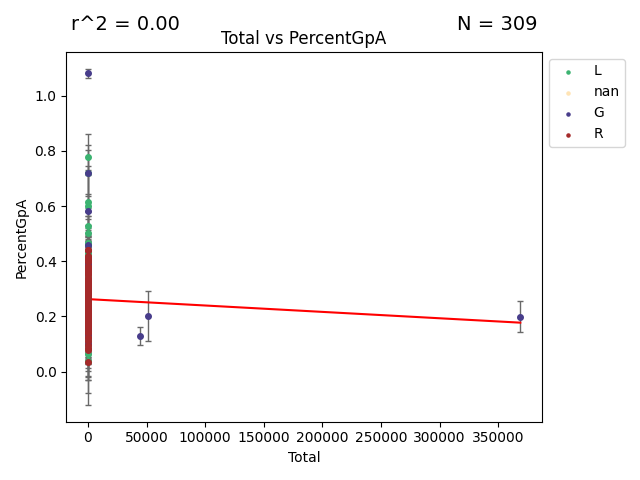 r^2 = 0.00
N = 309
Total vs PercentGpA
L
nan
G
R
1.0
0.8
0.6
0.4
0.2
0.0
PercentGpA
0 50000 100000 150000 200000 250000 300000 350000
Total